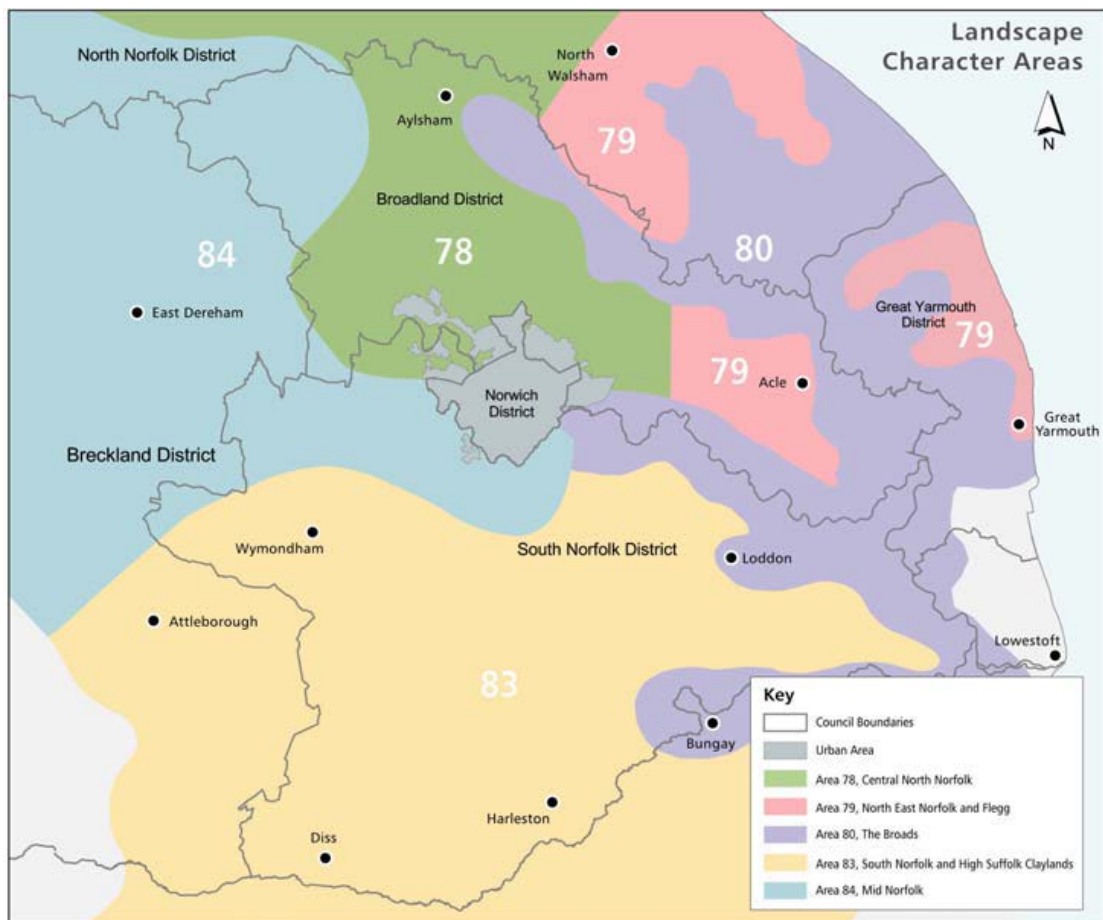 Landscape
Character Areas
N
North Norfolk District
North
Walsham
Aylsham
79
Broadland District
84
78
80
East Dereham
Great Yarmouth
District
79
79
Acle
Norwich
District
Great
Yarmouth
Breckland District
Wymondham
South Norfolk District
Loddon
Attleborough
Lowestoft
83
Bungay
Harleston
Diss
Key
Council Boundaries
Urban Area
Area 78, Central North Norfolk
Area 79, North East Norfolk and Flegg
Area 80, The Broads
Area 83, South Norfolk and High Suffolk Claylands
Area 84, Mid Norfolk